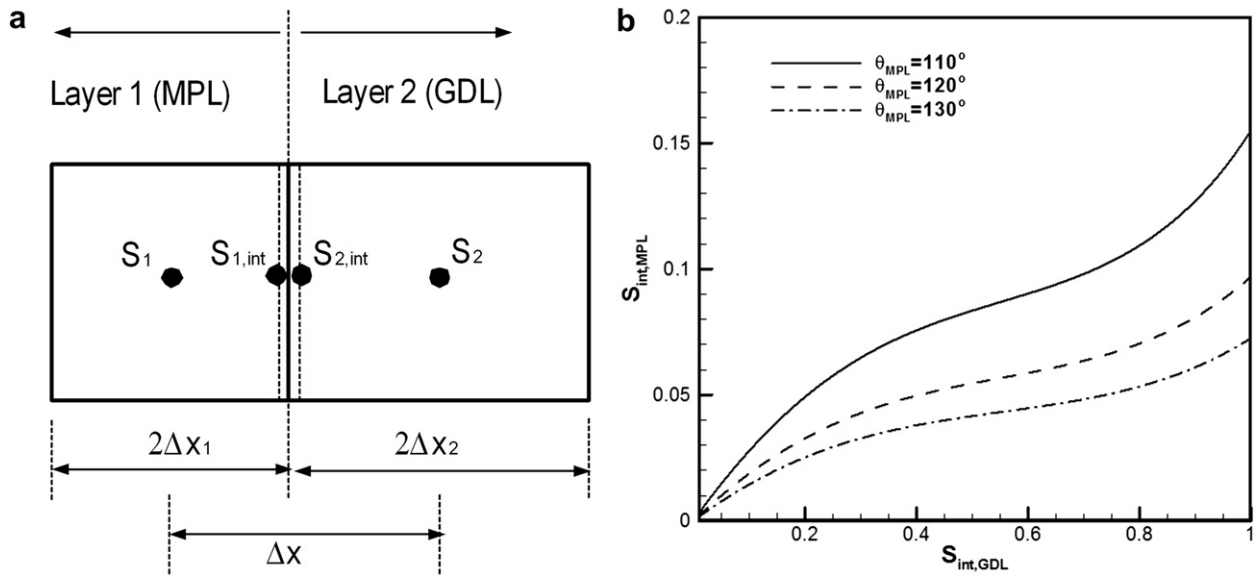 a
Layer 1 (MPL)
Layer 2 (GDL)
S1
S1,int
S2,int
S2
2Δx1
2Δx2
Δx
b
θMPL=110°
θMPL=120°
θMPL=130°
Sint,MPL
0.2
0.15
0.1
0.05
0
0.2
0.4
0.6
0.8
1
Sint,GDL